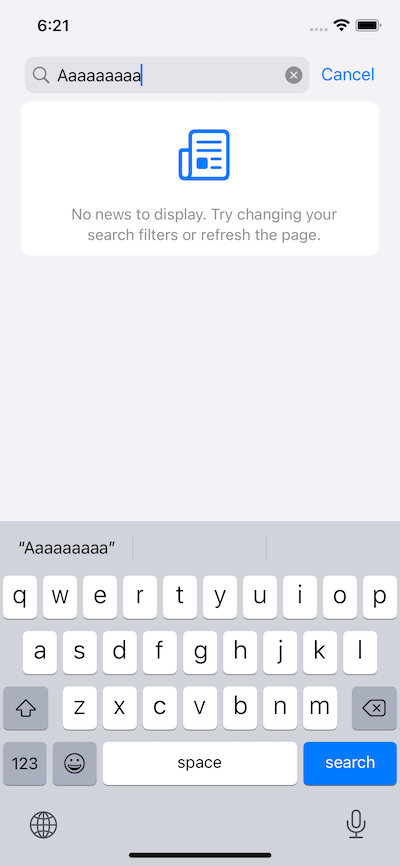 6:21
Aaaaaaaaa
Cancel
No news to display. Try changing your
search filters or refresh the page.
“Aaaaaaaaa”
q w e r t y u i o p
a s d f g h j k l
z x c v b n m
123 space search